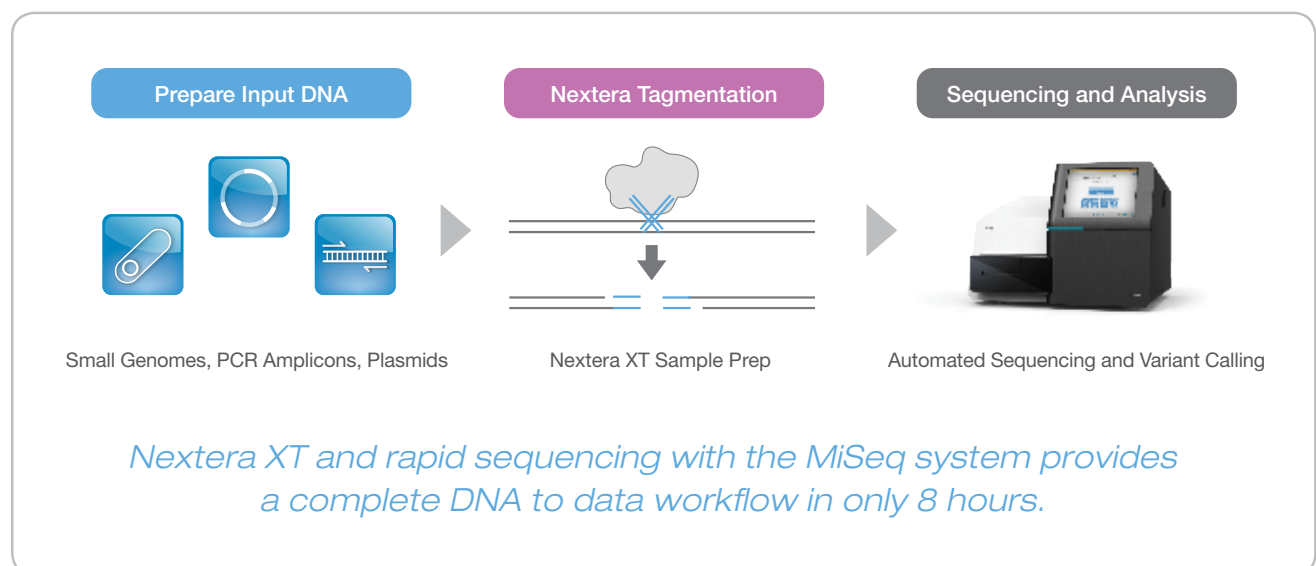 Prepare Input DNA
Nextera Tagmentation
Sequencing and Analysis
Small Genomes, PCR Amplicons, Plasmids
Nextera XT Sample Prep
Automated Sequencing and Variant Calling
Nextera XT and rapid sequencing with the MiSeq system provides
a complete DNA to data workflow in only 8 hours.